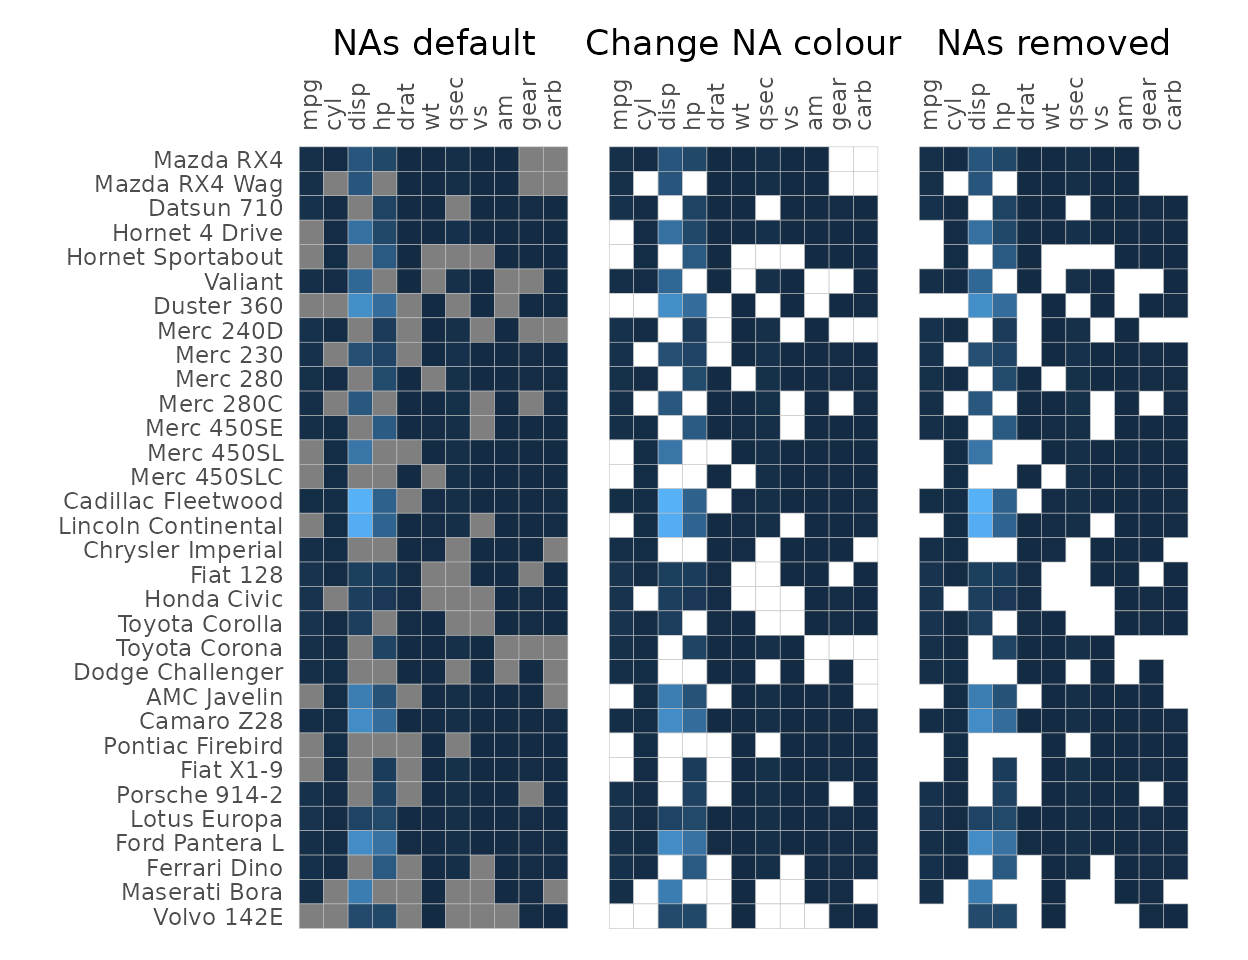 NAs default Change NA colour NAs removed
mpg cyl disp hp drat wt qsec vs am gear carb mpg cyl disp hp drat wt qsec vs am gear carb mpg cyl disp hp drat wt qsec vs am gear carb
Mazda RX4
Mazda RX4 Wag
Datsun 710
Hornet 4 Drive
Hornet Sportabout
Valiant
Duster 360
Merc 240D
Merc 230
Merc 280
Merc 280C
Merc 450SE
Merc 450SL
Merc 450SLC
Cadillac Fleetwood
Lincoln Continental
Chrysler Imperial
Fiat 128
Honda Civic
Toyota Corolla
Toyota Corona
Dodge Challenger
AMC Javelin
Camaro Z28
Pontiac Firebird
Fiat X1-9
Porsche 914-2
Lotus Europa
Ford Pantera L
Ferrari Dino
Maserati Bora
Volvo 142E